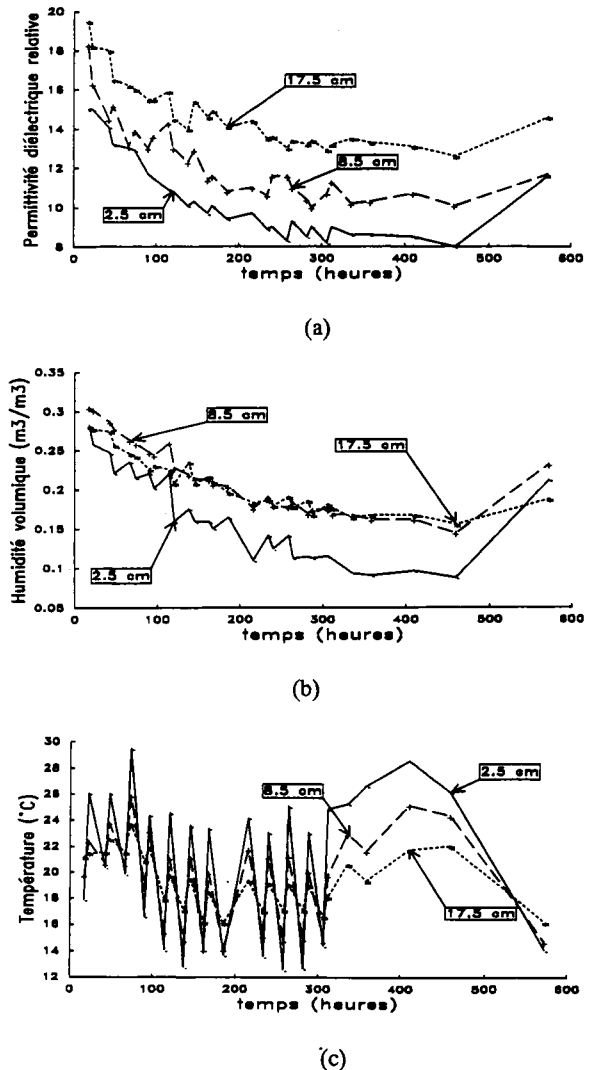 Permittivité diélectrique relative
20
18
16
14
12
10
8
17.5 cm
8.5 cm
2.5 cm
0 100 200 300 400 500 600
temps (heures)
(a)
Humidité volumique (m3/m3)
0.35
0.3
0.25
0.2
0.15
0.1
0.05
8.5 cm
17.5 cm
2.5 cm
0 100 200 300 400 500 600
temps (heures)
(b)
Température (°C)
30
28
26
24
22
20
18
16
14
12
8.5 cm
2.5 cm
17.5 cm
0 100 200 300 400 500 600
temps (heures)
(c)